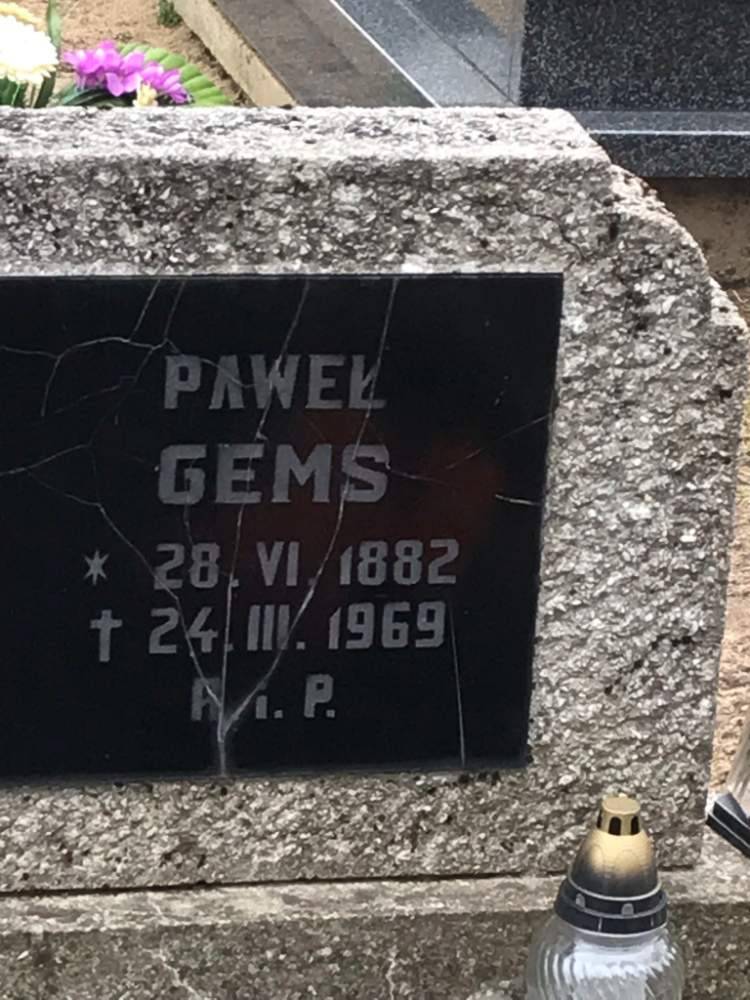 PAWEŁ
GEMS
* 28. VI. 1882
† 24. III. 1969
R. i. P.